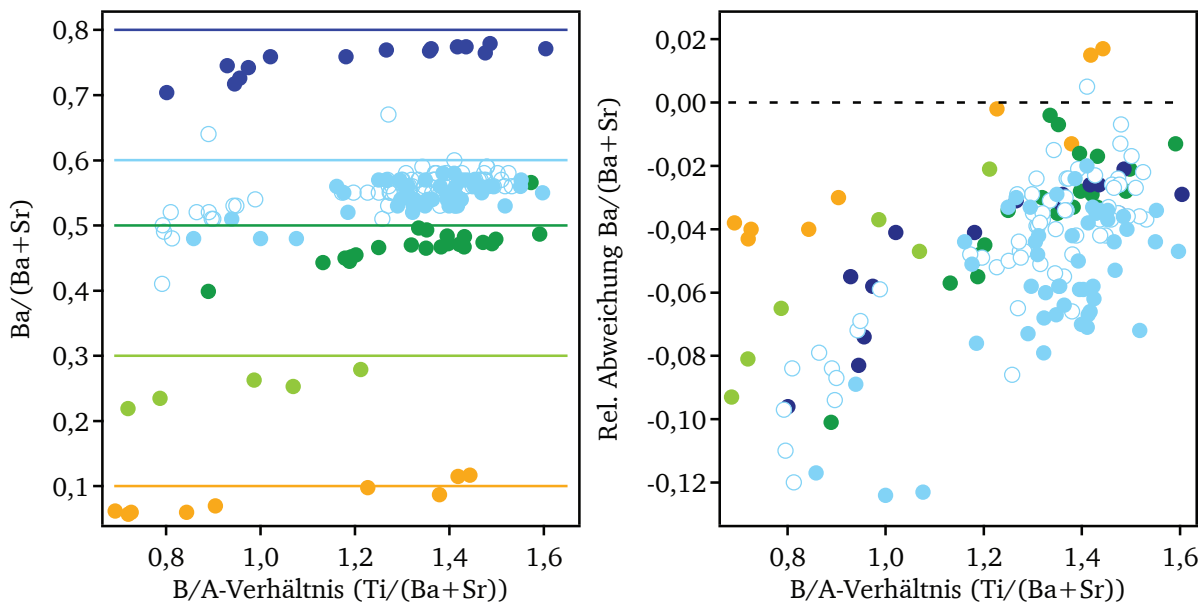 0,8
0,7
0,6
0,5
0,4
0,3
0,2
0,1
Ba/(Ba+Sr)
0,8 1,0 1,2 1,4 1,6
B/A-Verhältnis (Ti/(Ba+Sr))
0,02
0,00
-0,02
-0,04
-0,06
-0,08
-0,10
-0,12
Rel. Abweichung Ba/(Ba+Sr)
0,8 1,0 1,2 1,4 1,6
B/A-Verhältnis (Ti/(Ba+Sr))